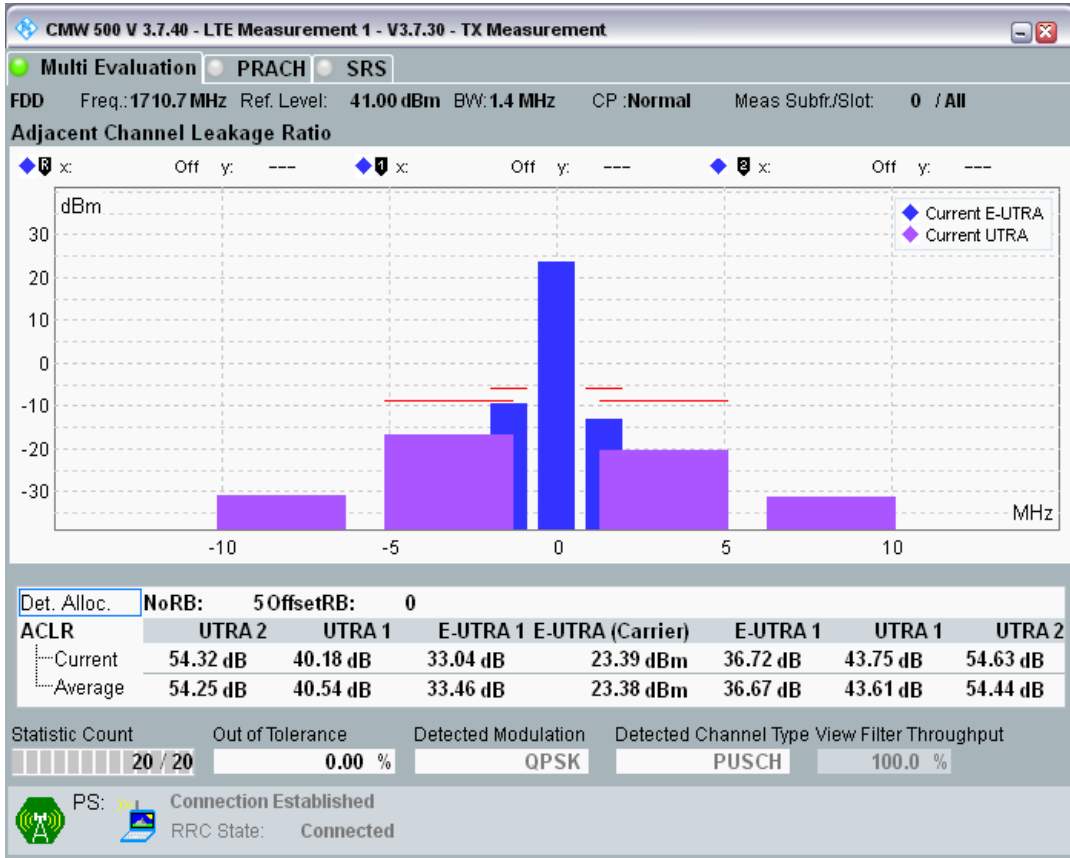 CMW 500 V 3.7.40 - LTE Measurement 1 - V3.7.30 - TX Measurement
Multi Evaluation PRACH SRS
FDD Freq.:1710.7 MHz Ref. Level: 41.00 dBm BW:1.4 MHz CP :Normal Meas Subfr./Slot: 0 / All
Adjacent Channel Leakage Ratio
R x: Off y: --- 1 x: Off y: --- 2 x: Off y: ---
dBm
Current E-UTRA
Current UTRA
30
20
10
0
-10
-20
-30
MHz
-10 -5 0 5 10
Det. Alloc. NoRB: 5 OffsetRB: 0
ACLR UTRA 2 UTRA 1 E-UTRA 1 E-UTRA (Carrier) E-UTRA 1 UTRA 1 UTRA 2
Current 54.32 dB 40.18 dB 33.04 dB 23.39 dBm 36.72 dB 43.75 dB 54.63 dB
Average 54.25 dB 40.54 dB 33.46 dB 23.38 dBm 36.67 dB 43.61 dB 54.44 dB
Statistic Count Out of Tolerance Detected Modulation Detected Channel Type View Filter Throughput
20 / 20 0.00 % QPSK PUSCH 100.0 %
PS: Connection Established
RRC State: Connected